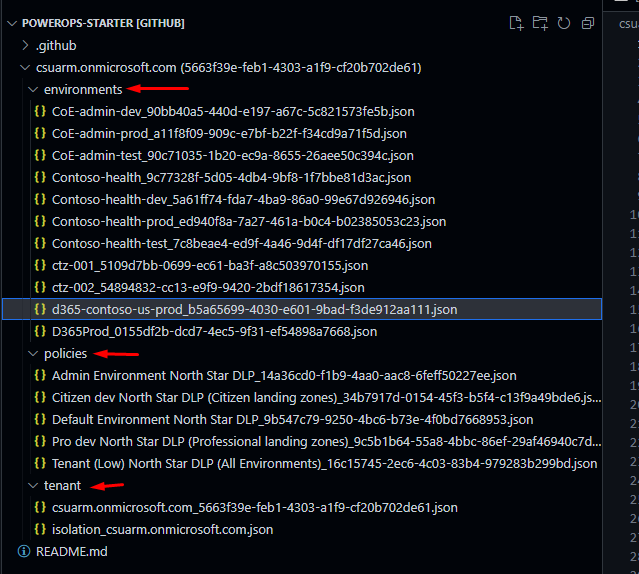 POWEROPS-STARTER [GITHUB]
.github
csuarm.onmicrosoft.com (5663f39e-feb1-4303-a1f9-cf20b702de61)
environments
{} CoE-admin-dev_90bb40a5-440d-e197-a67c-5c821573fe5b.json
{} CoE-admin-prod_a11f8f09-909c-e7bf-b22f-f34cd9a71f5d.json
{} CoE-admin-test_90c71035-1b20-ec9a-8655-26aee50c394c.json
{} Contoso-health_9c77328f-5d05-4db4-9bf8-1f7bbe81d3ac.json
{} Contoso-health-dev_5a61ff74-fda7-4ba9-86a0-99e67d926946.json
{} Contoso-health-prod_ed940f8a-7a27-461a-b0c4-b02385053c23.json
{} Contoso-health-test_7c8beae4-ed9f-4a46-9d4f-df17df27ca46.json
{} ctz-001_5109d7bb-0699-ec61-ba3f-a8c503970155.json
{} ctz-002_54894832-cc13-e9f9-9420-2bdf18617354.json
{} d365-contoso-us-prod_b5a65699-4030-e601-9bad-f3de912aa111.json
{} D365Prod_0155df2b-dcd7-4ec5-9f31-ef54898a7668.json
policies
{} Admin Environment North Star DLP_14a36cd0-f1b9-4aa0-aac8-6feff50227ee.json
{} Citizen dev North Star DLP (Citizen landing zones)_34b7917d-0154-45f3-b5f4-c13f9a49bde6.js...
{} Default Environment North Star DLP_9b547c79-9250-4bc6-b73e-4f0bd7668953.json
{} Pro dev North Star DLP (Professional landing zones)_9c5b1b64-55a8-4bbc-86ef-29af46940c7d...
{} Tenant (Low) North Star DLP (All Environments)_16c15745-2ec6-4c03-83b4-979283b299bd.json
tenant
{} csuarm.onmicrosoft.com_5663f39e-feb1-4303-a1f9-cf20b702de61.json
{} isolation_csuarm.onmicrosoft.com.json
README.md
csu